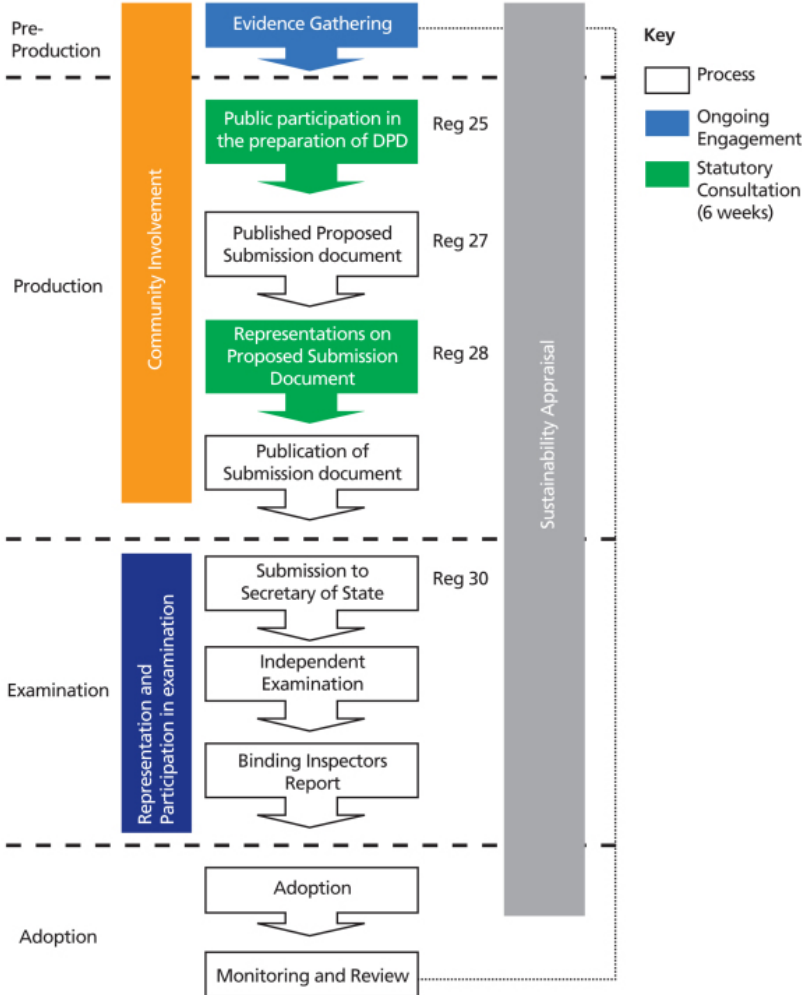 Pre-
Production
Evidence Gathering
Key
Process
Ongoing
Engagement
Statutory
Consultation
(6 weeks)
Public participation in
the preparation of DPD
Reg 25
Published Proposed
Submission document
Reg 27
Production
Community Involvement
Representations on
Proposed Submission
Document
Reg 28
Publication of
Submission document
Sustainability Appraisal
Submission to
Secretary of State
Reg 30
Independent
Examination
Examination
Representation and
Participation in examination
Binding Inspectors
Report
Adoption
Adoption
Monitoring and Review